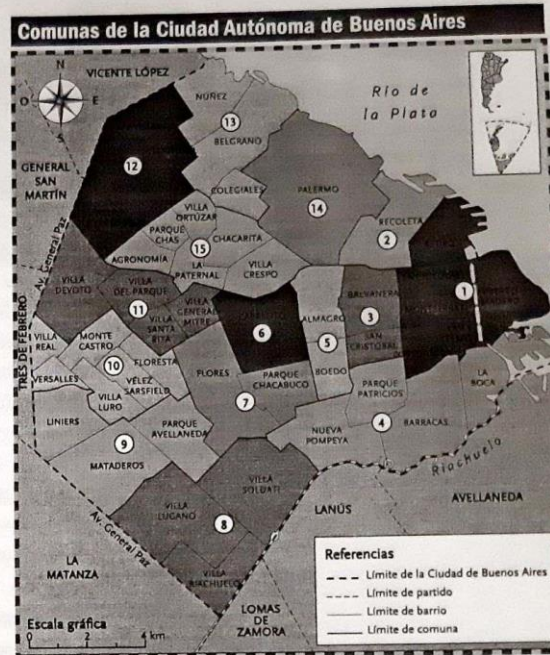 Comunas de la Ciudad Autónoma de Buenos Aires
VICENTE LÓPEZ
O
E
S
Río de
la Plata
NÚÑEZ
13
BELGRANO
12
GENERAL
SAN
MARTÍN
COLEGIALES
PALERMO
14
RECOLETA
2
VILLA
ORTÚZAR
PARQUE
CHAS
CHACARITA
15
AGRONOMÍA
LA
PATERNAL
VILLA
CRESPO
Av. General Paz
VILLA
DEVOTO
VILLA
DEL PARQUE
11
VILLA
SANTA
RITA
VILLA
GENERAL
MITRE
6
ALMAGRO
5
BOEDO
BALVANERA
3
SAN
CRISTÓBAL
1
TRES DE FEBRERO
VILLA
REAL
MONTE
CASTRO
10
FLORESTA
VERSALLES
VÉLEZ
SARSFIELD
VILLA
LURO
FLORES
7
PARQUE
CHACABUCO
PARQUE
PATRICIOS
LA
BOCA
LINIERS
PARQUE
AVELLANEDA
9
MATADEROS
NUEVA
POMPEYA
4
BARRACAS
Riachuelo
VILLA
SOLDATI
VILLA
LUGANO
8
VILLA
RIACHUELO
Av. General Paz
LANÚS
AVELLANEDA
LA
MATANZA
LOMAS
DE
ZAMORA
Escala gráfica
0 2 4 km
Referencias
Límite de la Ciudad de Buenos Aires
Límite de partido
Límite de barrio
Límite de comuna